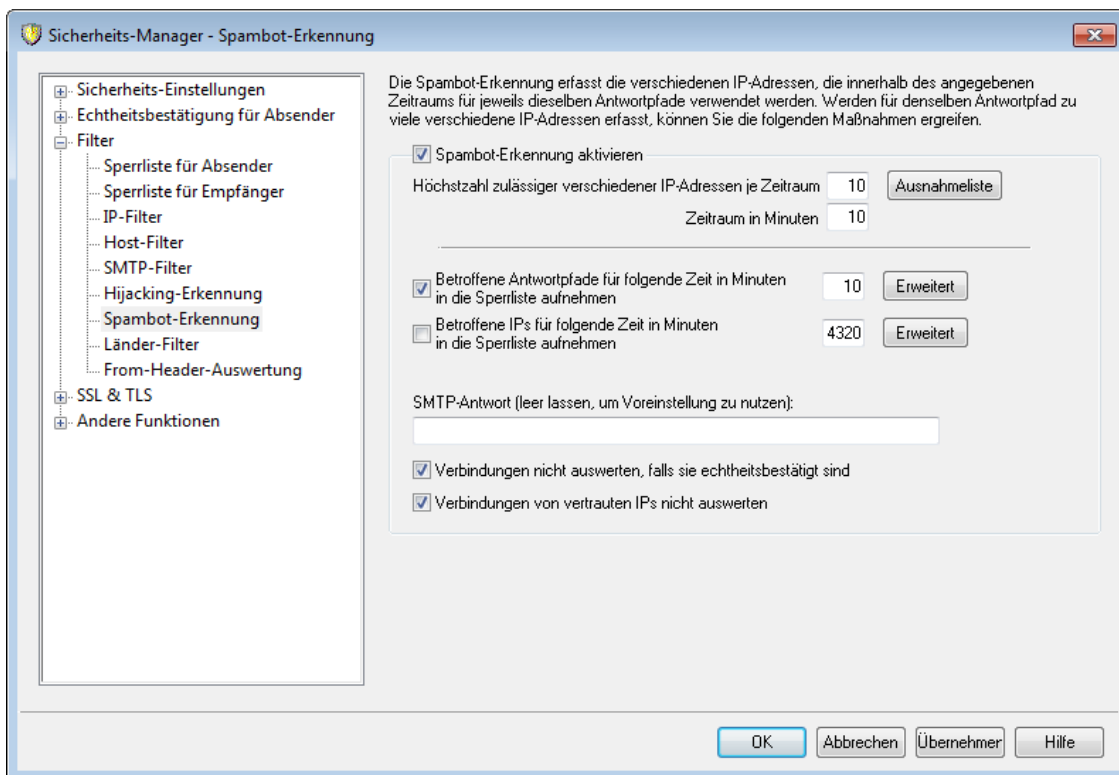 Sicherheits-Manager - Spambot-Erkennung
Sicherheits-Einstellungen
Echtheitsbestätigung für Absender
Filter
Sperrliste für Absender
Sperrliste für Empfänger
IP-Filter
Host-Filter
SMTP-Filter
Hijacking-Erkennung
Spambot-Erkennung
Länder-Filter
From-Header-Auswertung
SSL & TLS
Andere Funktionen
Die Spambot-Erkennung erfasst die verschiedenen IP-Adressen, die innerhalb des angegebenen
Zeitraums für jeweils dieselben Antwortpfade verwendet werden. Werden für denselben Antwortpfad zu
viele verschiedene IP-Adressen erfasst, können Sie die folgenden Maßnahmen ergreifen.
Spambot-Erkennung aktivieren
Höchstzahl zulässiger verschiedener IP-Adressen je Zeitraum 10 Ausnahmeliste
Zeitraum in Minuten 10
Betroffene Antwortpfade für folgende Zeit in Minuten
in die Sperrliste aufnehmen 10 Erweitert
Betroffene IPs für folgende Zeit in Minuten
in die Sperrliste aufnehmen 4320 Erweitert
SMTP-Antwort (leer lassen, um Voreinstellung zu nutzen):
Verbindungen nicht auswerten, falls sie echtheitsbestätigt sind
Verbindungen von vertrauten IPs nicht auswerten
OK Abbrechen Übernehmer Hilfe